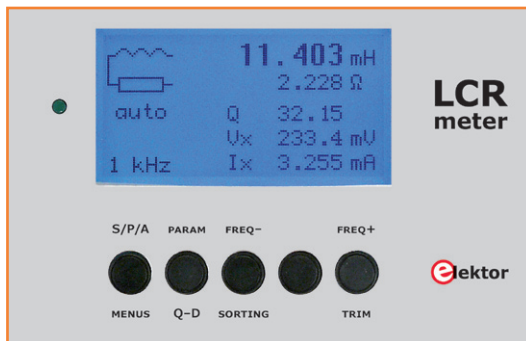 11.403 mH
2.228 Ω
auto
Q 32.15
Vx 233.4 mV
1 kHz
Ix 3.255 mA
LCR
meter
S/P/A PARAM FREQ– FREQ+
MENUS Q–D SORTING TRIM
elektor